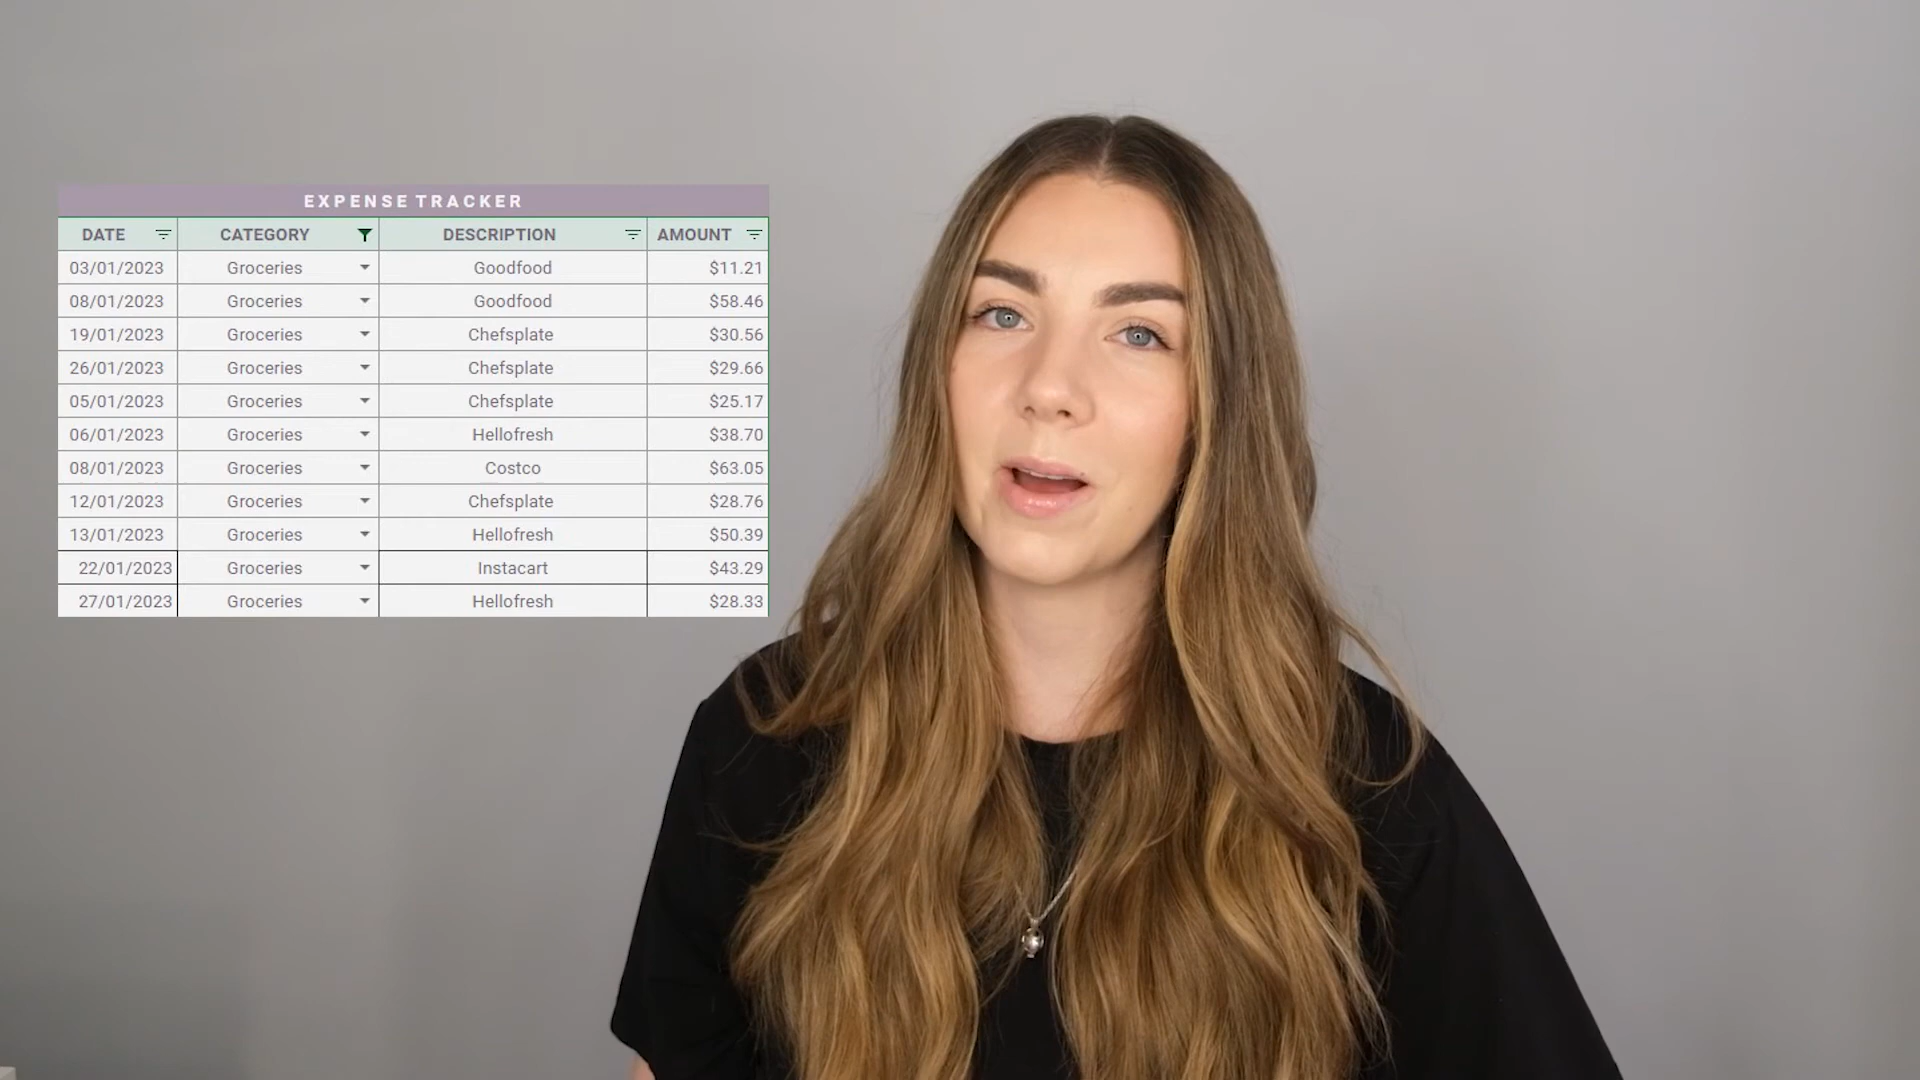 EXPENSE TRACKER
DATE CATEGORY DESCRIPTION AMOUNT
03/01/2023 Groceries Goodfood $11.21
08/01/2023 Groceries Goodfood $58.46
19/01/2023 Groceries Chefsplate $30.56
26/01/2023 Groceries Chefsplate $29.66
05/01/2023 Groceries Chefsplate $25.17
06/01/2023 Groceries Hellofresh $38.70
08/01/2023 Groceries Costco $63.05
12/01/2023 Groceries Chefsplate $28.76
13/01/2023 Groceries Hellofresh $50.39
22/01/2023 Groceries Instacart $43.29
27/01/2023 Groceries Hellofresh $28.33